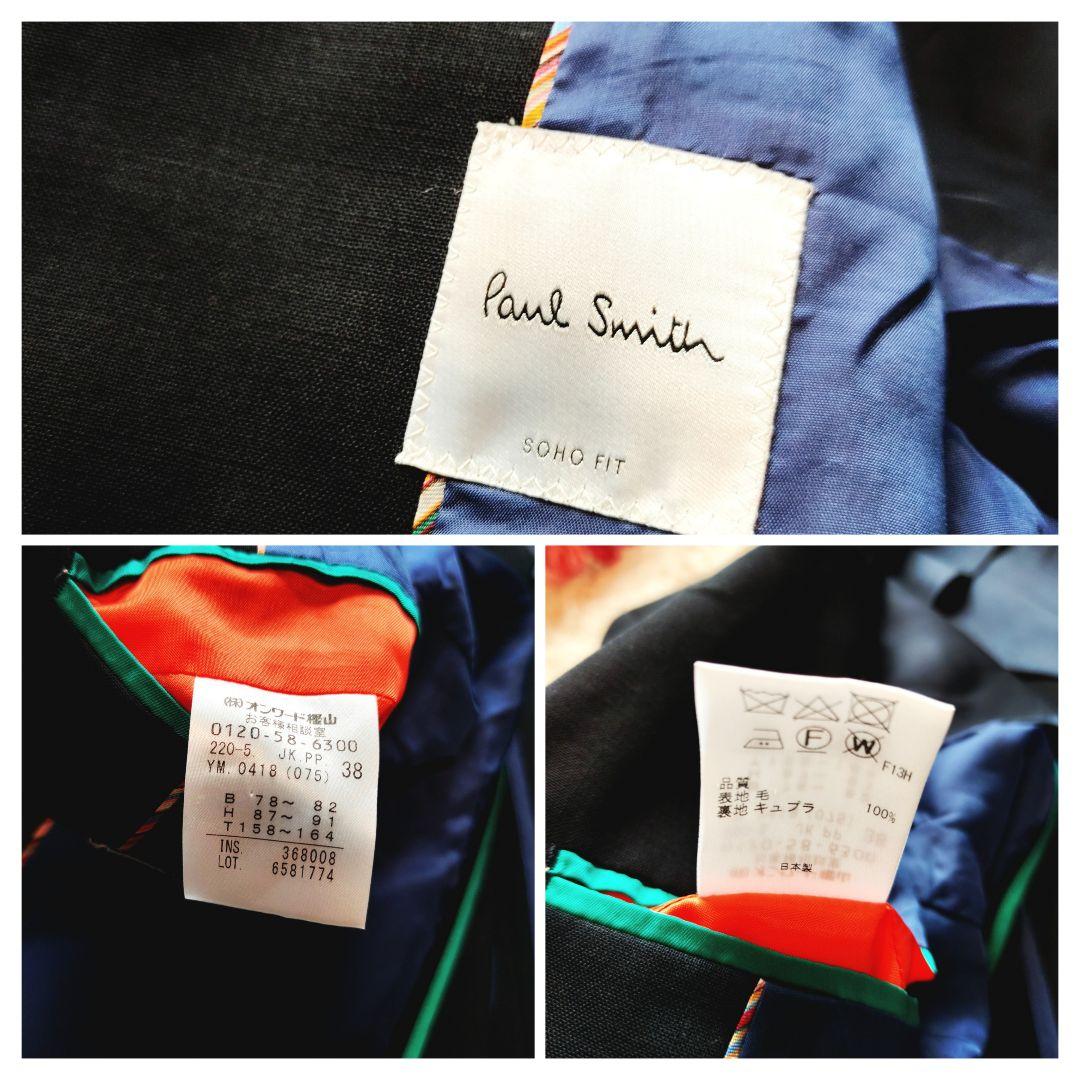 Paul Smith
SOHO FIT
(株)オンワード樫山
お客様相談室
0120-58-6300
220-5. JK.PP 38
YM.0418(075)
B 78〜 82
H 87〜 91
T158〜164
INS. 368008
LOT. 6581774
F
W
F13H
品質
表地 毛 100%
裏地 キュプラ
日本製